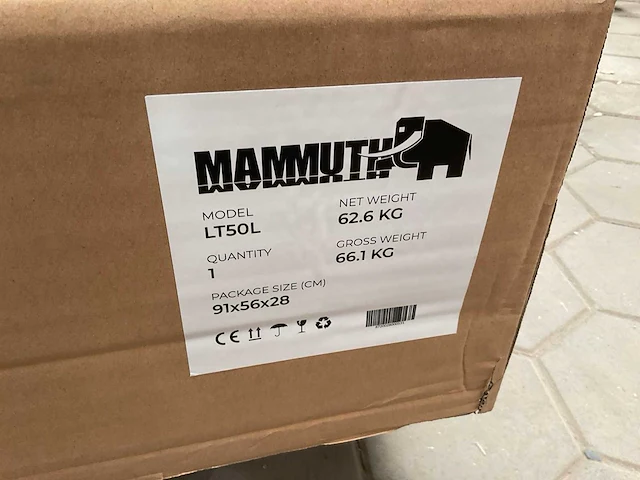 MAMMUTH
MODEL
LT50L
NET WEIGHT
62.6 KG
QUANTITY
1
GROSS WEIGHT
66.1 KG
PACKAGE SIZE (CM)
91x56x28
CE